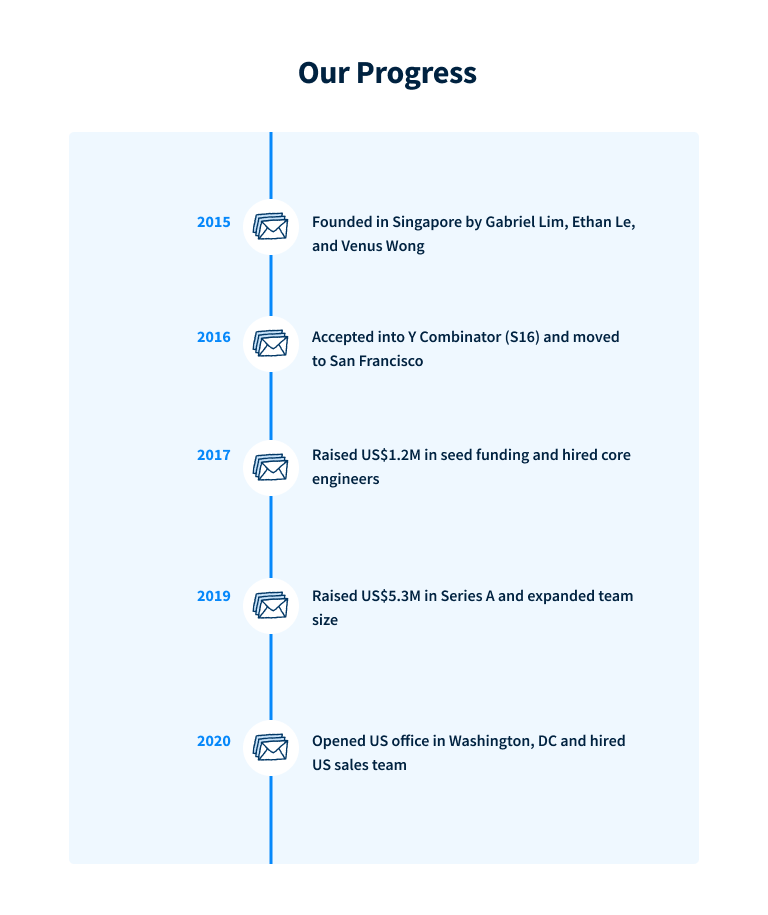 Our Progress
2015
Founded in Singapore by Gabriel Lim, Ethan Le,
and Venus Wong
2016
Accepted into Y Combinator (S16) and moved
to San Francisco
2017
Raised US$1.2M in seed funding and hired core
engineers
2019
Raised US$5.3M in Series A and expanded team
size
2020
Opened US office in Washington, DC and hired
US sales team